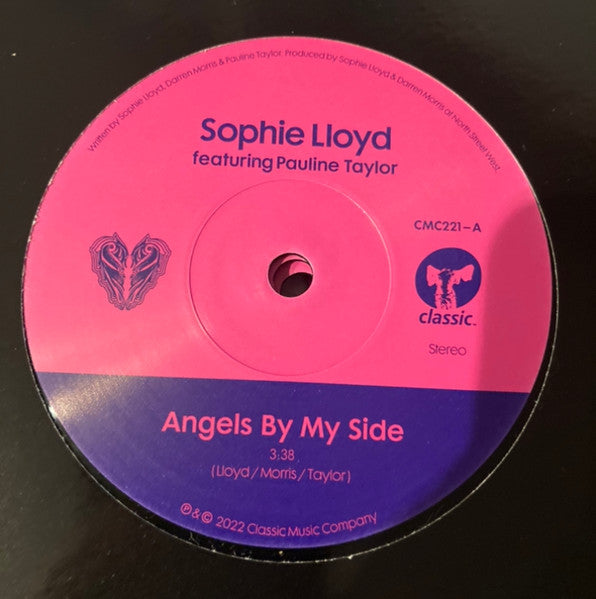 Written by Sophie Lloyd, Darren Morris & Pauline Taylor. Produced by Sophie Lloyd & Darren Morris at North Street West.
Sophie Lloyd
featuring Pauline Taylor
CMC221-A
classic™
Stereo
Angels By My Side
3:38
(Lloyd/Morris/Taylor)
℗ & © 2022 Classic Music Company